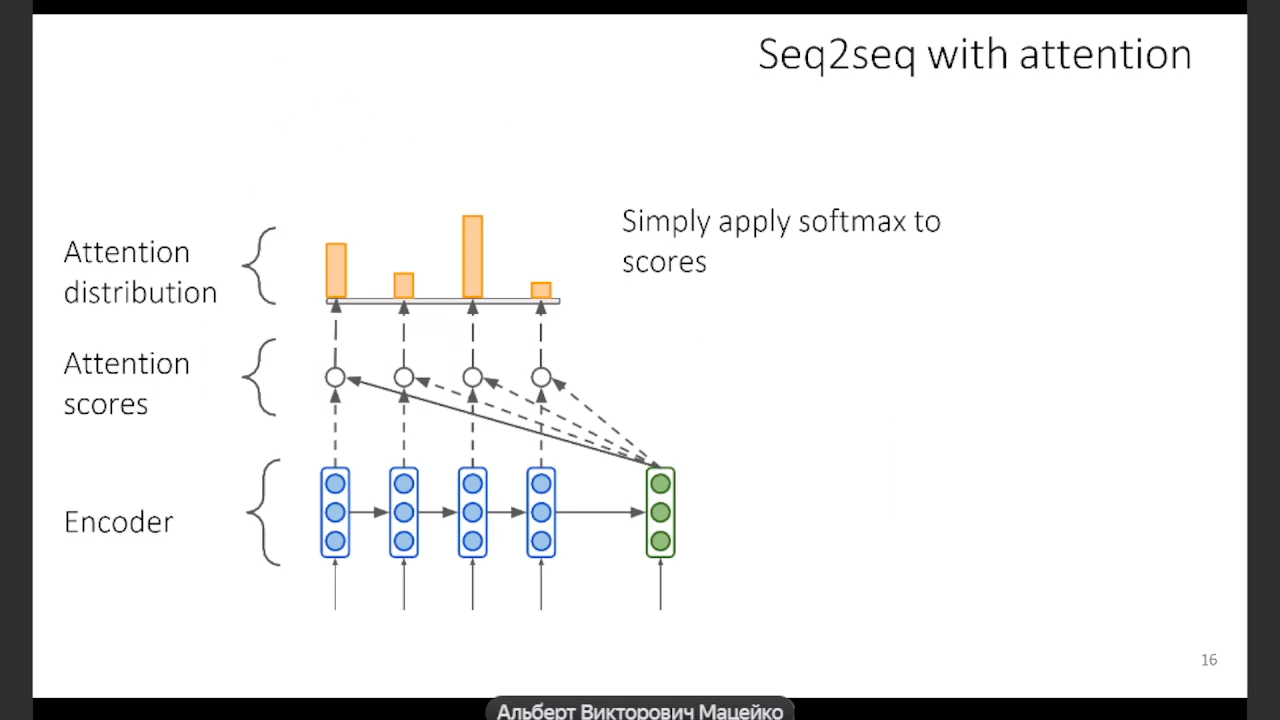 Seq2seq with attention
Simply apply softmax to
scores
Attention
distribution
Attention
scores
Encoder
16
Альберт Викторович Мацейко